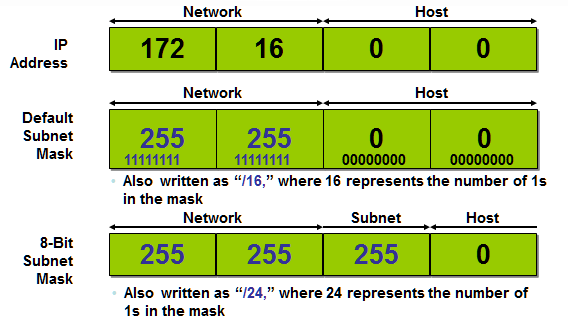 Network Host
IP
Address
172 16 0 0
Network Host
Default
Subnet
Mask
255 255 0 0
11111111 11111111 00000000 00000000
• Also written as “/16,” where 16 represents the number of 1s
in the mask
Network Subnet Host
8-Bit
Subnet
Mask
255 255 255 0
• Also written as “/24,” where 24 represents the number of
1s in the mask